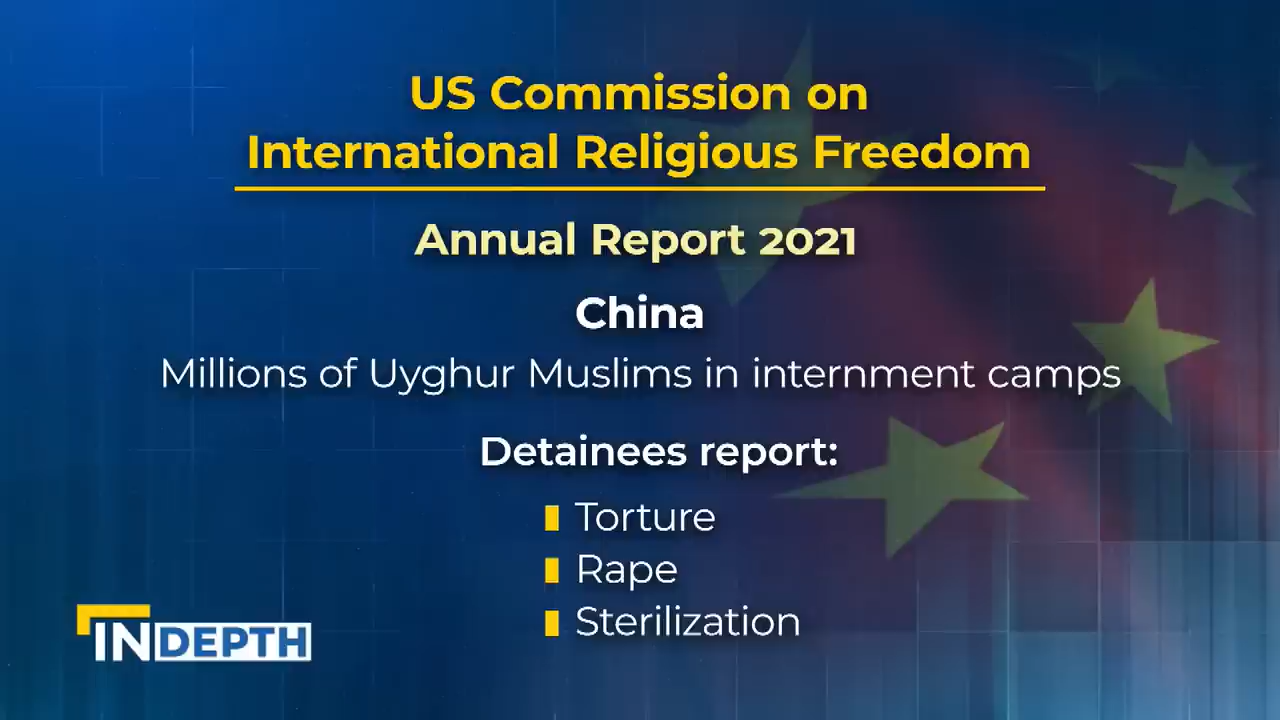 US Commission on
International Religious Freedom
Annual Report 2021
China
Millions of Uyghur Muslims in internment camps
Detainees report:
Torture
Rape
Sterilization
INDEPTH